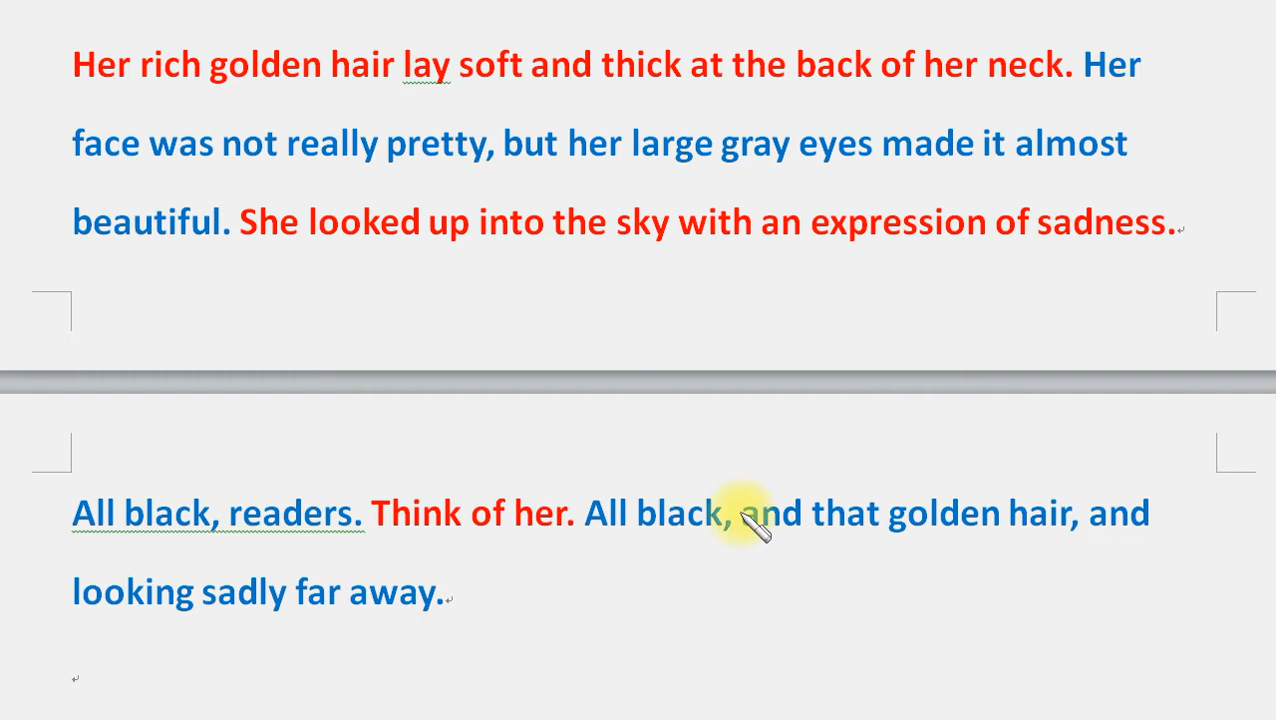 Her rich golden hair lay soft and thick at the back of her neck. Her
face was not really pretty, but her large gray eyes made it almost
beautiful. She looked up into the sky with an expression of sadness.
All black, readers. Think of her. All black, and that golden hair, and
looking sadly far away.